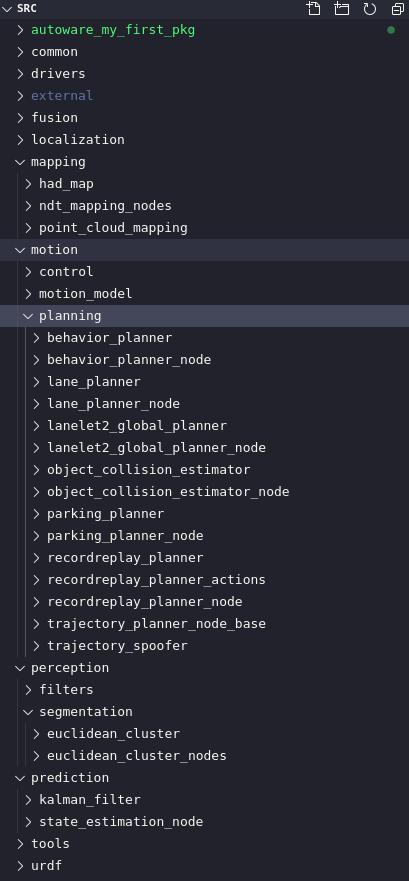 SRC
autoware_my_first_pkg
common
drivers
external
fusion
localization
mapping
had_map
ndt_mapping_nodes
point_cloud_mapping
motion
control
motion_model
planning
behavior_planner
behavior_planner_node
lane_planner
lane_planner_node
lanelet2_global_planner
lanelet2_global_planner_node
object_collision_estimator
object_collision_estimator_node
parking_planner
parking_planner_node
recordreplay_planner
recordreplay_planner_actions
recordreplay_planner_node
trajectory_planner_node_base
trajectory_spoofer
perception
filters
segmentation
euclidean_cluster
euclidean_cluster_nodes
prediction
kalman_filter
state_estimation_node
tools
urdf